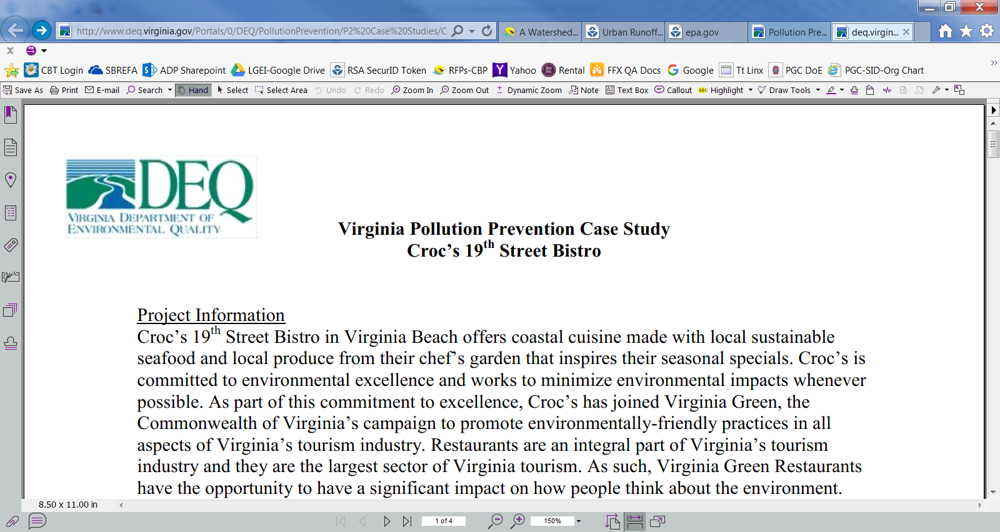 http://www.deq.virginia.gov/Portals/0/DEQ/PollutionPrevention/P2%20Case%20Studies/C
A Watershed...
Urban Runoff...
epa.gov
Pollution Pre...
deq.virgin...
CBT Login
SBREFA
ADP Sharepoint
LGEI-Google Drive
RSA SecurID Token
RFPs-CBP
Yahoo
Rental
FFX QA Docs
Google
Tt Linx
PGC DoE
PGC-SID-Org Chart
Save As
Print
E-mail
Search
Hand
Select
Select Area
Undo
Redo
Zoom In
Zoom Out
Dynamic Zoom
Note
Text Box
Callout
Highlight
Draw Tools
DEQ
VIRGINIA DEPARTMENT OF
ENVIRONMENTAL QUALITY
Virginia Pollution Prevention Case Study
Croc’s 19th Street Bistro
Project Information
Croc’s 19th Street Bistro in Virginia Beach offers coastal cuisine made with local sustainable
seafood and local produce from their chef’s garden that inspires their seasonal specials. Croc’s is
committed to environmental excellence and works to minimize environmental impacts whenever
possible. As part of this commitment to excellence, Croc’s has joined Virginia Green, the
Commonwealth of Virginia’s campaign to promote environmentally-friendly practices in all
aspects of Virginia’s tourism industry. Restaurants are an integral part of Virginia’s tourism
industry and they are the largest sector of Virginia tourism. As such, Virginia Green Restaurants
have the opportunity to have a significant impact on how people think about the environment.
8.50 x 11.00 in
1 of 4
150%